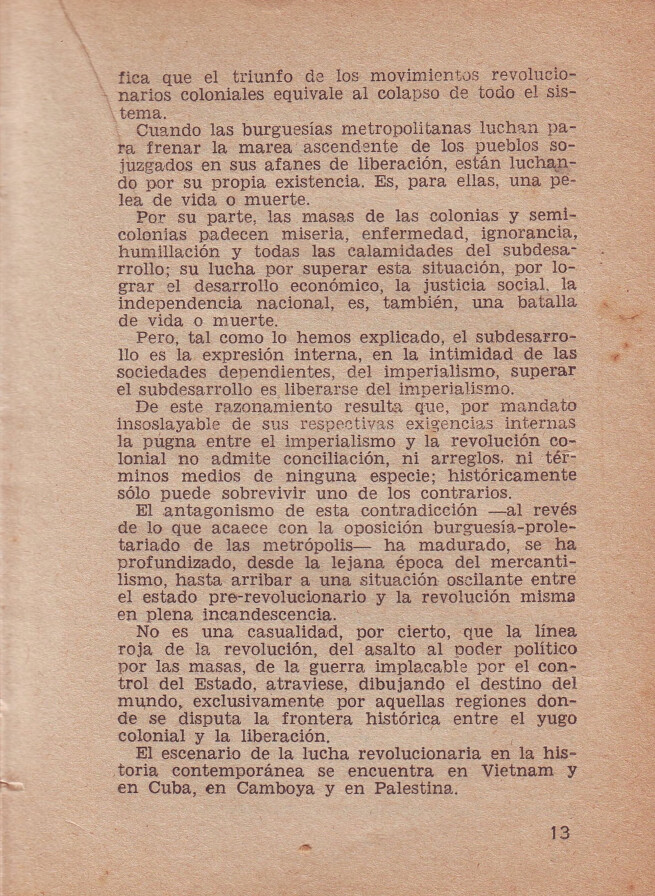 fica que el triunfo de los movimientos revolucio-
narios coloniales equivale al colapso de todo el sis-
tema.
Cuando las burguesías metropolitanas luchan pa-
ra frenar la marea ascendente de los pueblos so-
juzgados en sus afanes de liberación, están luchan-
do por su propia existencia. Es, para ellas, una pe-
lea de vida o muerte.
Por su parte, las masas de las colonias y semi-
colonias padecen miseria, enfermedad, ignorancia,
humillación y todas las calamidades del subdesa-
rrollo; su lucha por superar esta situación, por lo-
grar el desarrollo económico, la justicia social, la
independencia nacional, es, también, una batalla
de vida o muerte.
Pero, tal como lo hemos explicado, el subdesarro-
llo es la expresión interna, en la intimidad de las
sociedades dependientes, del imperialismo, superar
el subdesarrollo es liberarse del imperialismo.
De este razonamiento resulta que, por mandato
insoslayable de sus respectivas exigencias internas
la pugna entre el imperialismo y la revolución co-
lonial no admite conciliación, ni arreglos, ni tér-
minos medios de ninguna especie; históricamente
sólo puede sobrevivir uno de los contrarios.
El antagonismo de esta contradicción —al revés
de lo que acaece con la oposición burguesía-prole-
tariado de las metrópolis— ha madurado, se ha
profundizado, desde la lejana época del mercanti-
lismo, hasta arribar a una situación oscilante entre
el estado pre-revolucionario y la revolución misma
en plena incandescencia.
No es una casualidad, por cierto, que la línea
roja de la revolución, del asalto al poder político
por las masas, de la guerra implacable por el con-
trol del Estado, atraviese, dibujando el destino del
mundo, exclusivamente por aquellas regiones don-
de se disputa la frontera histórica entre el yugo
colonial y la liberación.
El escenario de la lucha revolucionaria en la his-
toria contemporánea se encuentra en Vietnam y
en Cuba, en Camboya y en Palestina.
13